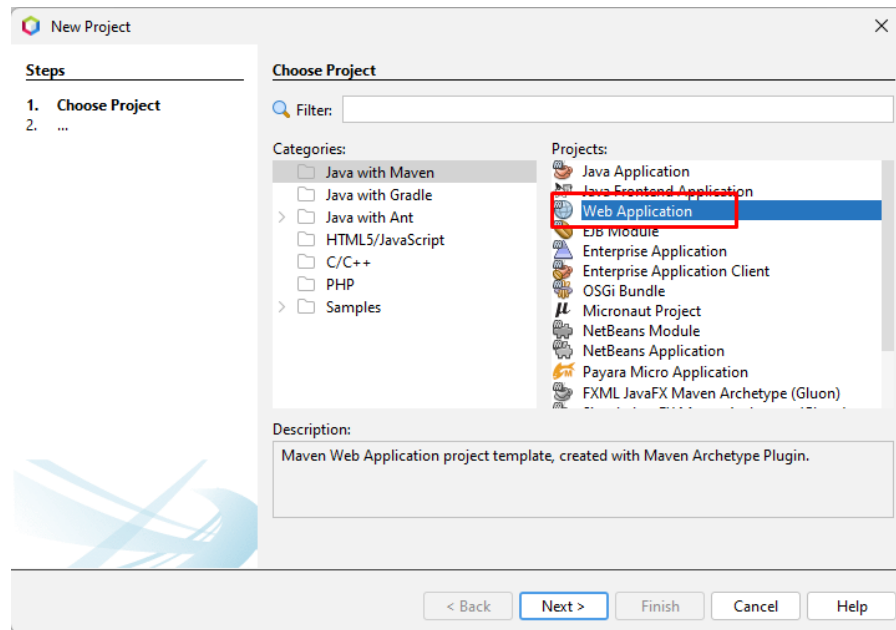 New Project
Steps
1. Choose Project
2. ...
Choose Project
Filter:
Categories:
Java with Maven
Java with Gradle
Java with Ant
HTML5/JavaScript
C/C++
PHP
Samples
Projects:
Java Application
Java Frontend Application
Web Application
EJB Module
Enterprise Application
Enterprise Application Client
OSGi Bundle
Micronaut Project
NetBeans Module
NetBeans Application
Payara Micro Application
FXML JavaFX Maven Archetype (Gluon)
Description:
Maven Web Application project template, created with Maven Archetype Plugin.
< Back
Next >
Finish
Cancel
Help